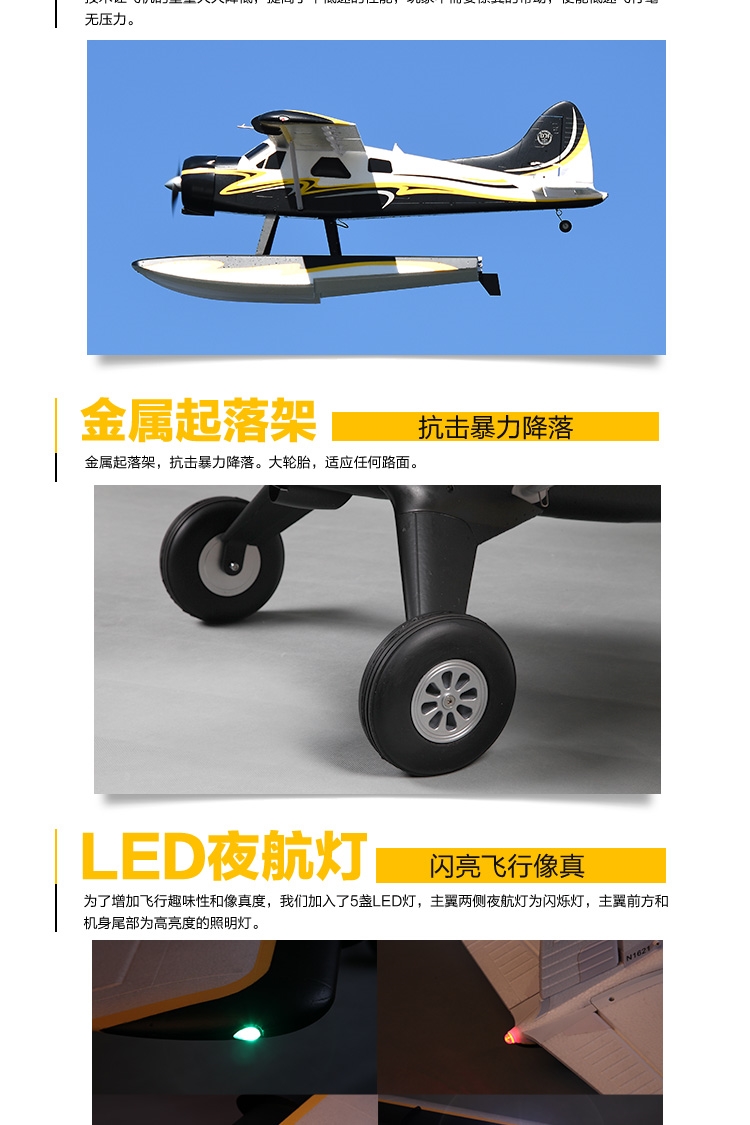 无压力。
金属起落架
抗击暴力降落
金属起落架，抗击暴力降落。大轮胎，适应任何路面。
LED夜航灯
闪亮飞行像真
为了增加飞行趣味性和像真度，我们加入了5盏LED灯，主翼两侧夜航灯为闪烁灯，主翼前方和
机身尾部为高亮度的照明灯。
N1621